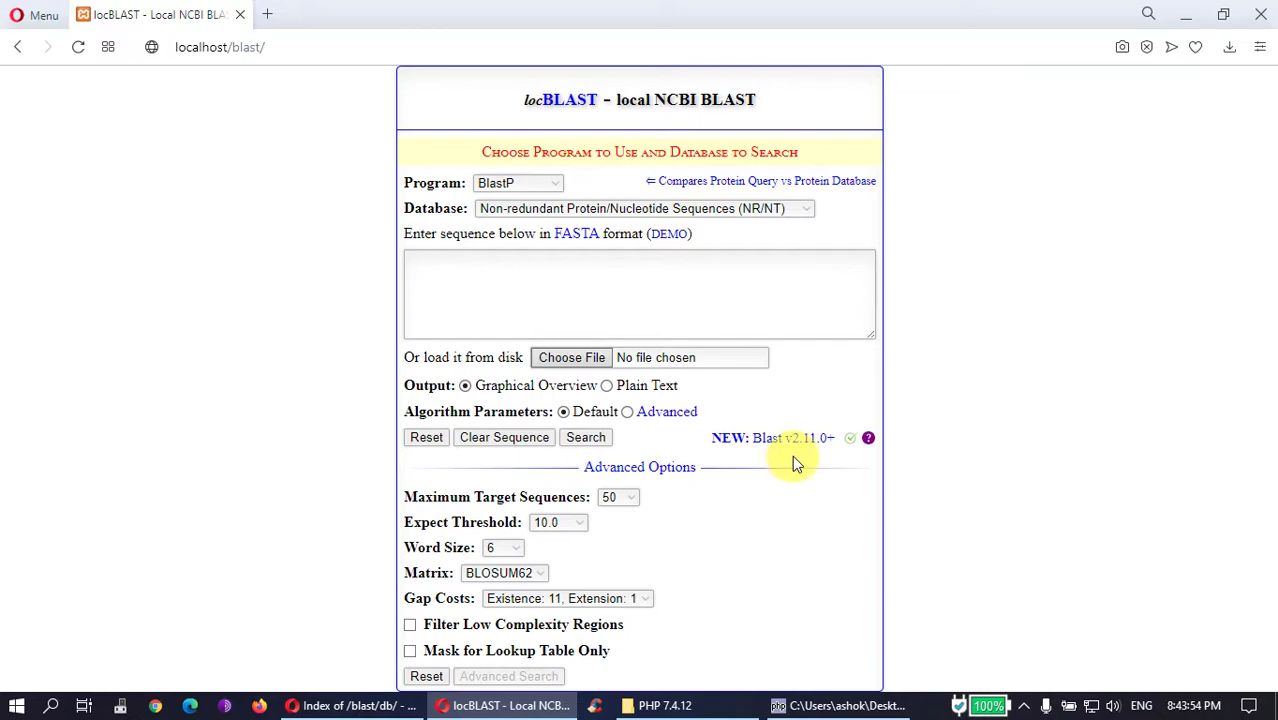 Menu
locBLAST - Local NCBI BLA
localhost/blast/
locBLAST - local NCBI BLAST
Choose Program to Use and Database to Search
Program: BlastP
⇐ Compares Protein Query vs Protein Database
Database: Non-redundant Protein/Nucleotide Sequences (NR/NT)
Enter sequence below in FASTA format (DEMO)
Or load it from disk Choose File No file chosen
Output: Graphical Overview Plain Text
Algorithm Parameters: Default Advanced
Reset Clear Sequence Search
NEW: Blast v2.11.0+ ?
Advanced Options
Maximum Target Sequences: 50
Expect Threshold: 10.0
Word Size: 6
Matrix: BLOSUM62
Gap Costs: Existence: 11, Extension: 1
Filter Low Complexity Regions
Mask for Lookup Table Only
Reset Advanced Search
Index of /blast/db/ - ...
locBLAST - Local NCB...
PHP 7.4.12
php C:\Users\ashok\Deskt...
100%
ENG
8:43:54 PM